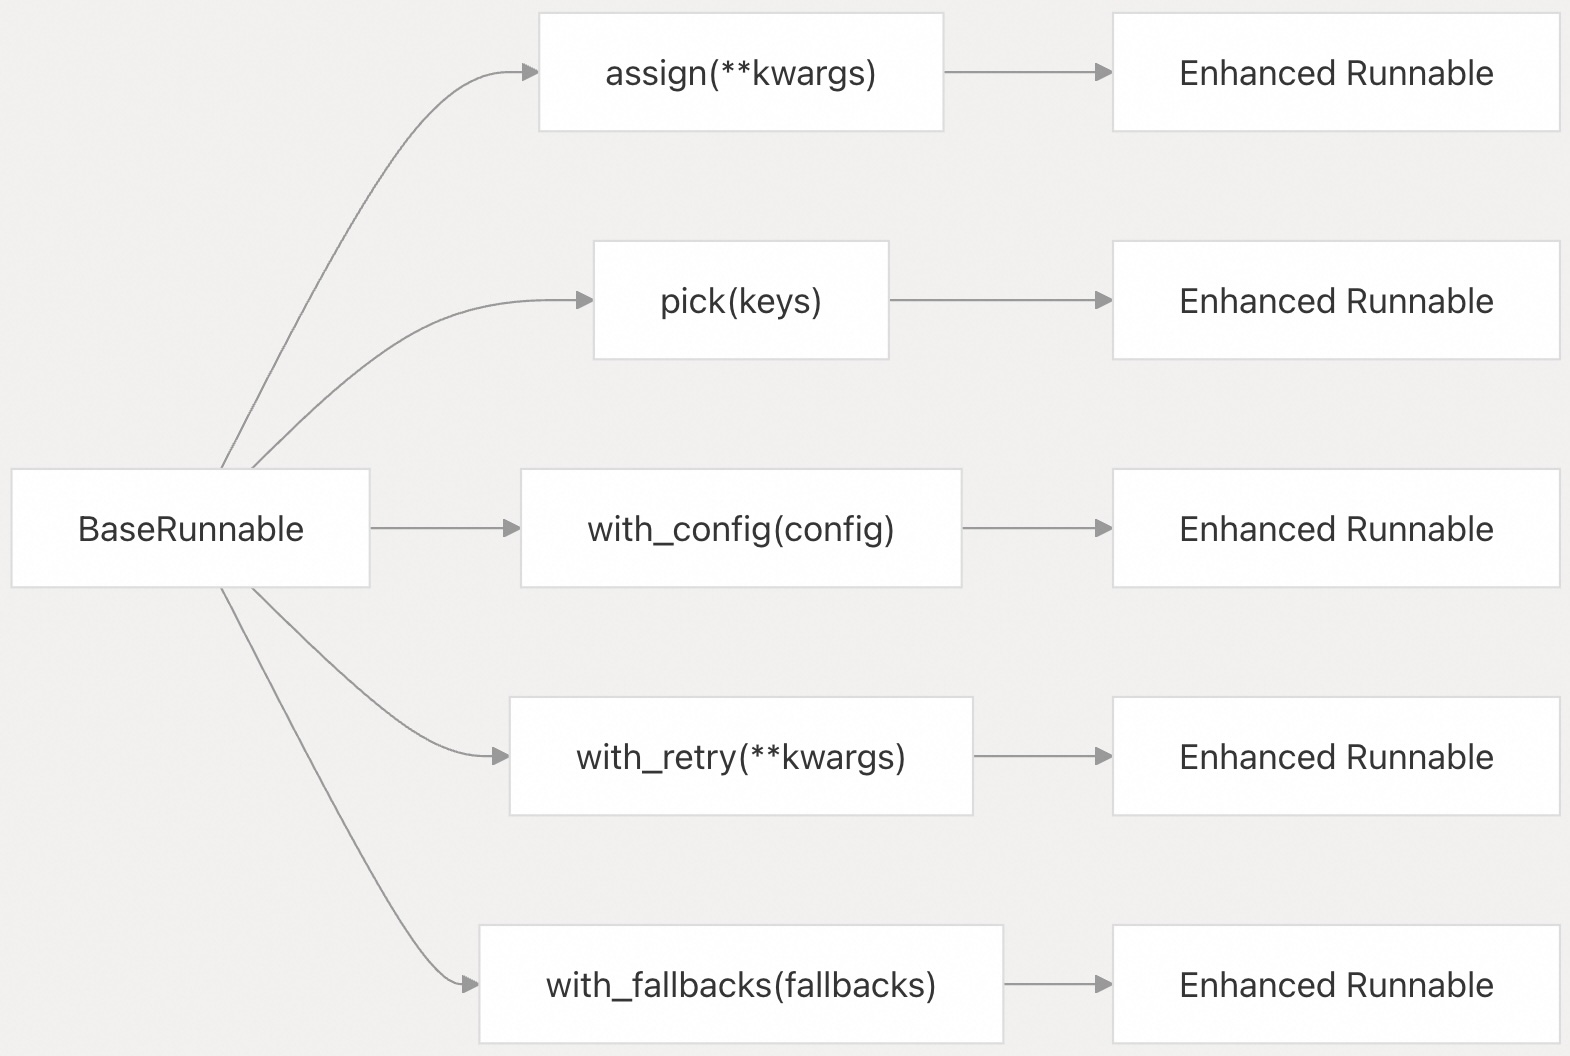 assign(**kwargs)
Enhanced Runnable
pick(keys)
Enhanced Runnable
BaseRunnable
with_config(config)
Enhanced Runnable
with_retry(**kwargs)
Enhanced Runnable
with_fallbacks(fallbacks)
Enhanced Runnable